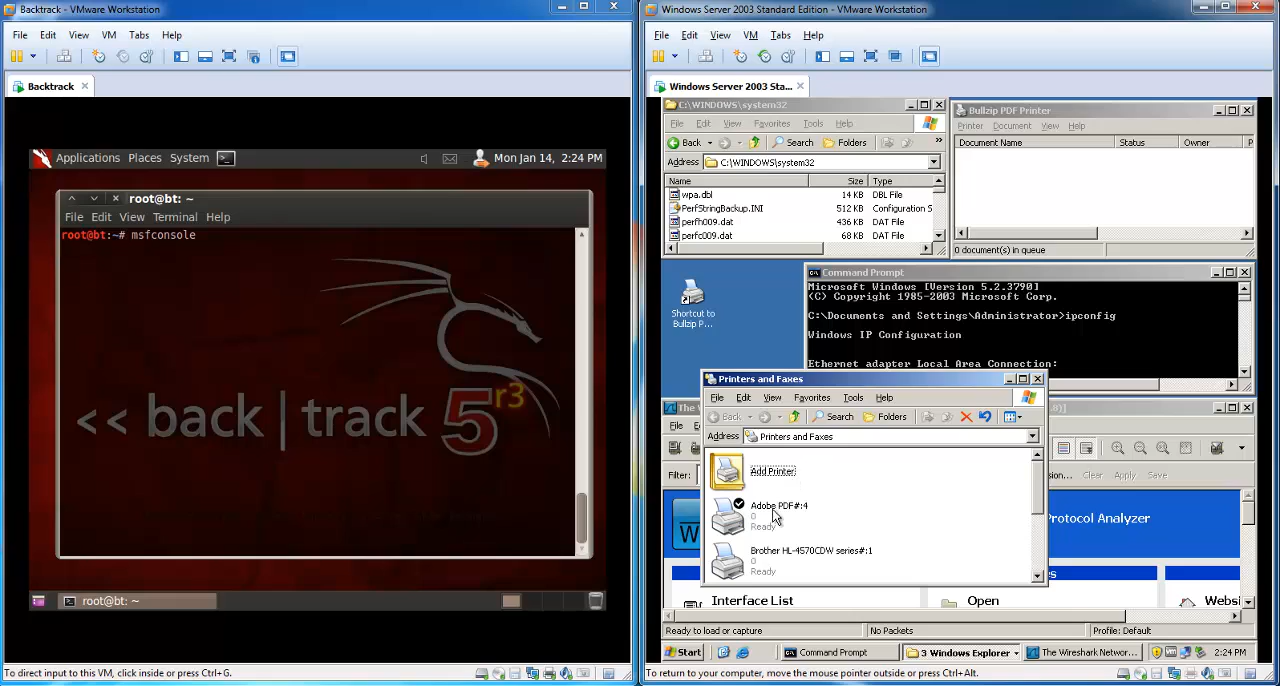 Backtrack - VMware Workstation
File Edit View VM Tabs Help
Backtrack
Applications Places System
Mon Jan 14, 2:24 PM
root@bt: ~
File Edit View Terminal Help
root@bt:~# msfconsole
<< back | track 5 r3
root@bt: ~
To direct input to this VM, click inside or press Ctrl+G.
Windows Server 2003 Standard Edition - VMware Workstation
File Edit View VM Tabs Help
Windows Server 2003 Sta...
C:\WINDOWS\system32
File Edit View Favorites Tools Help
Back Search Folders
Address C:\WINDOWS\system32
Name Size Type
wpa.dbl 14 KB DBL File
PerfStringBackup.INI 512 KB Configuration S
perfh009.dat 436 KB DAT File
perfc009.dat 68 KB DAT File
Bullzip PDF Printer
Printer Document View Help
Document Name Status Owner P
0 document(s) in queue
Shortcut to
Bullzip P...
Command Prompt
Microsoft Windows [Version 5.2.3790]
(C) Copyright 1985-2003 Microsoft Corp.
C:\Documents and Settings\Administrator>ipconfig
Windows IP Configuration
Ethernet adapter Local Area Connection:
Printers and Faxes
File Edit View Favorites Tools Help
Back Search Folders
Address Printers and Faxes
Add Printer
Adobe PDF#:4
0
Ready
Brother HL-4570CDW series#:1
0
Ready
The W
File
Filter:
Clear Apply Save
W
Protocol Analyzer
Interface List
Open
Websi
Ready to load or capture No Packets Profile: Default
Start Command Prompt 3 Windows Explorer The Wireshark Networ... 2:24 PM
To return to your computer, move the mouse pointer outside or press Ctrl+Alt.